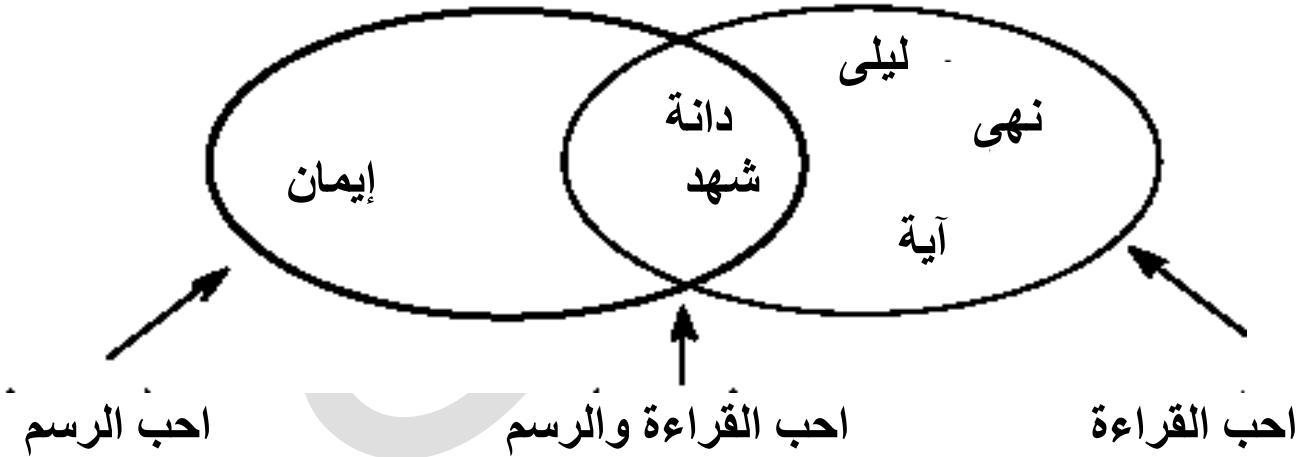 ليلى
نهى
دانة
شهد
إيمان
آية
احب القراءة
احب القراءة والرسم
احب الرسم